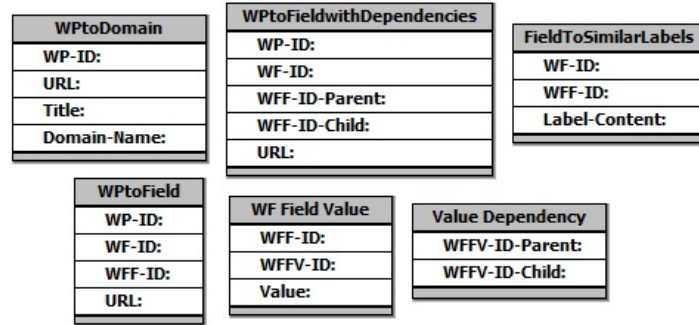 WPtoDomain
WP-ID:
URL:
Title:
Domain-Name:
WPtoFieldwithDependencies
WP-ID:
WF-ID:
WFF-ID-Parent:
WFF-ID-Child:
URL:
FieldToSimilarLabels
WF-ID:
WFF-ID:
Label-Content:
WPtoField
WP-ID:
WF-ID:
WFF-ID:
URL:
WF Field Value
WFF-ID:
WFFV-ID:
Value:
Value Dependency
WFFV-ID-Parent:
WFFV-ID-Child: